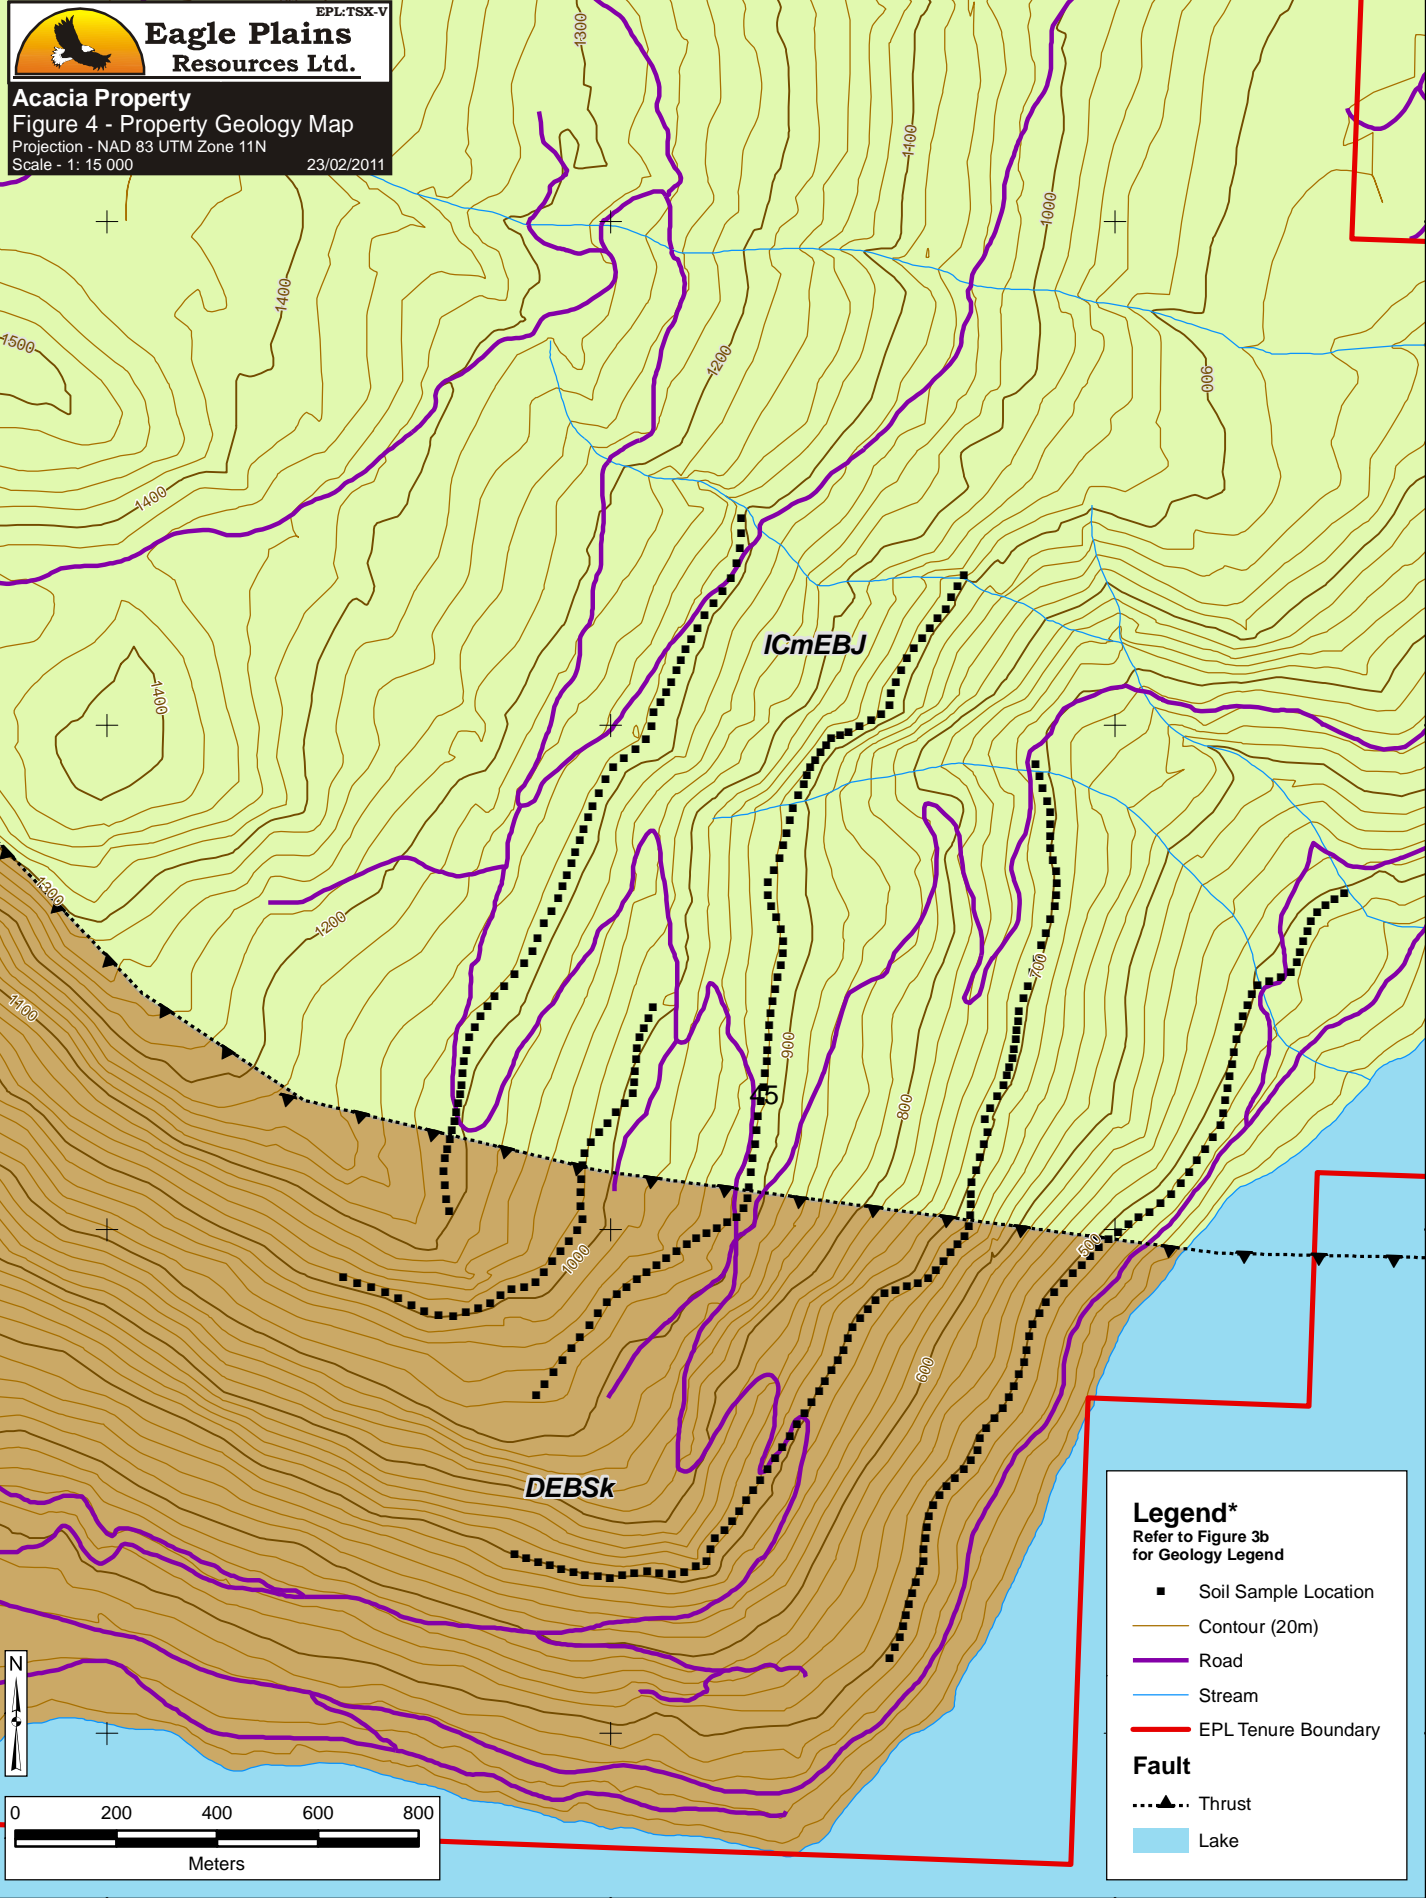 EPL:TSX-V
Eagle Plains
Resources Ltd.
Acacia Property
Figure 4 - Property Geology Map
Projection - NAD 83 UTM Zone 11N
Scale - 1: 15 000 23/02/2011
1300
1400
1000
1400
1500
1200
900
1400
lCmEBJ
1400
1300
1200
1100
700
900
45
800
500
1000
600
DEBSk
Legend*
Refer to Figure 3b
for Geology Legend
Soil Sample Location
Contour (20m)
Road
Stream
EPL Tenure Boundary
Fault
Thrust
Lake
N
0 200 400 600 800
Meters